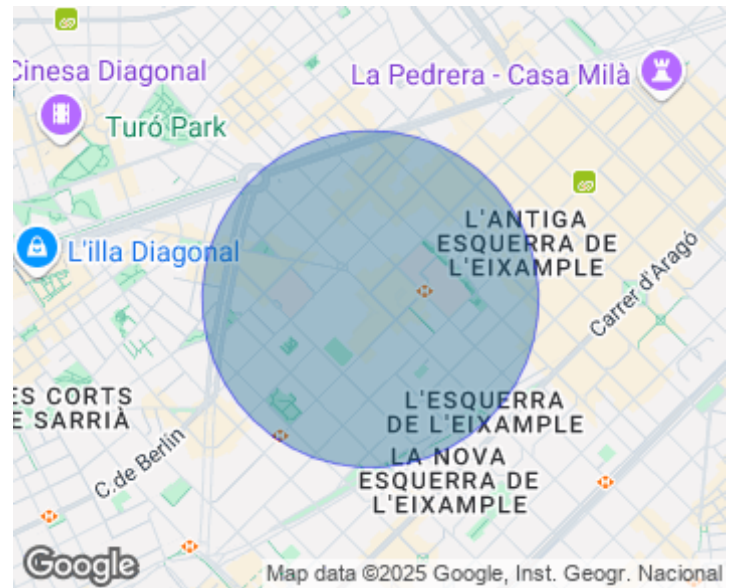 Cinesa Diagonal
La Pedrera - Casa Milà
Turó Park
L'ANTIGA
ESQUERRA DE
L'EIXAMPLE
L'illa Diagonal
Carrer d'Aragó
ES CORTS
E SARRIÀ
L'ESQUERRA
DE L'EIXAMPLE
C. de Berlín
LA NOVA
ESQUERRA DE
L'EIXAMPLE
Google
Map data ©2025 Google, Inst. Geogr. Nacional